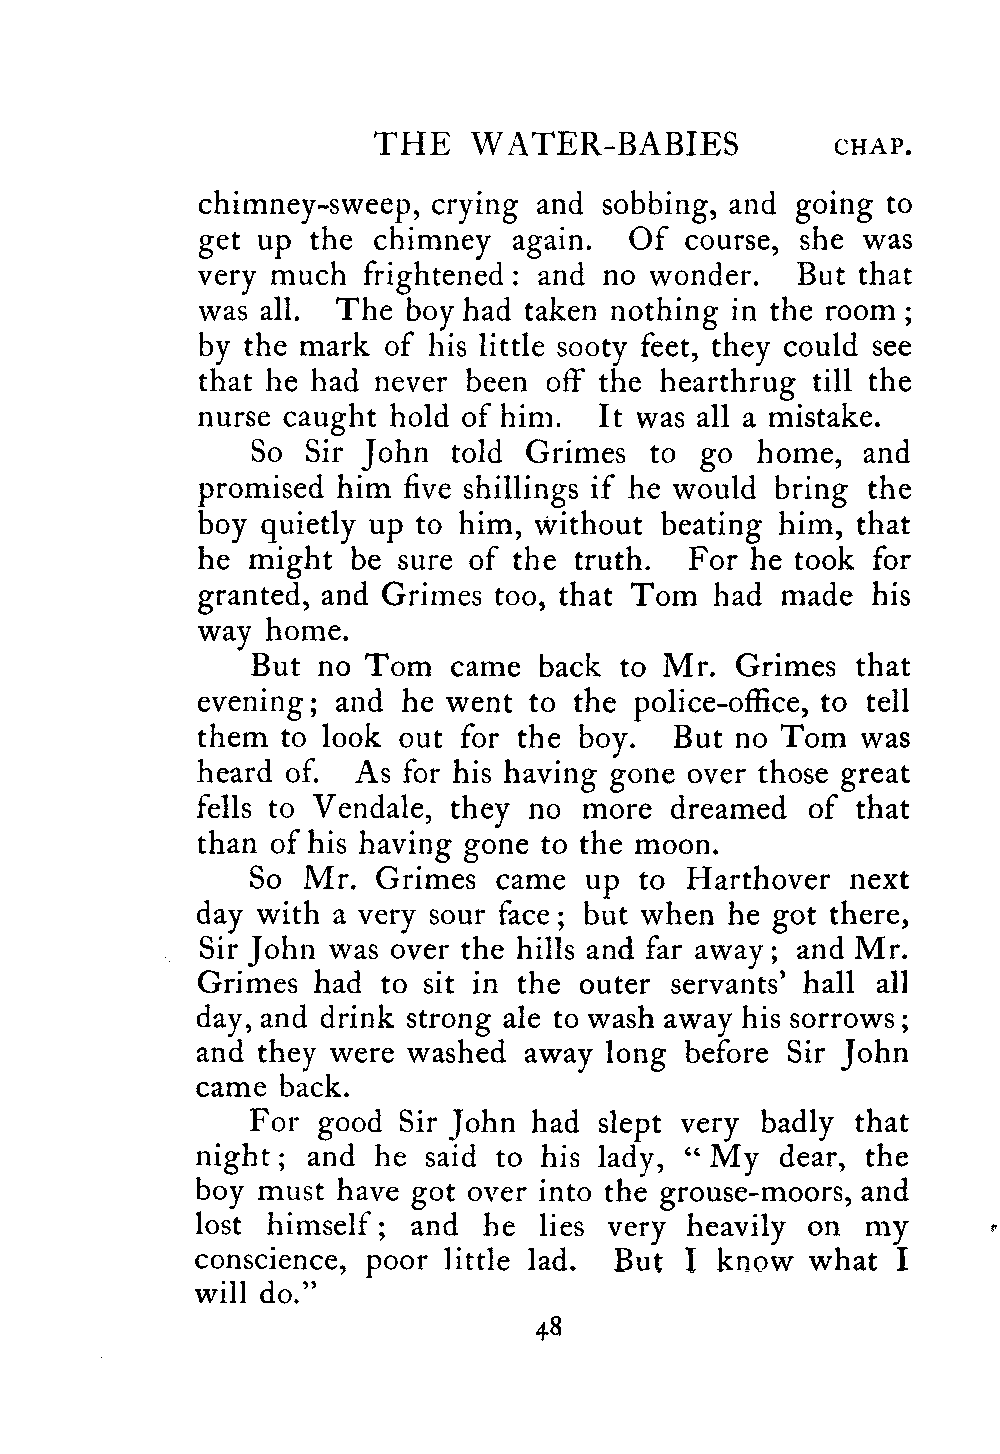 THE WATER-BABIES CHAP.
chimney-sweep, crying and sobbing, and going to
get up the chimney again. Of course, she was
very much frightened: and no wonder. But that
was all. The boy had taken nothing in the room;
by the mark of his little sooty feet, they could see
that he had never been off the hearthrug till the
nurse caught hold of him. It was all a mistake.
So Sir John told Grimes to go home, and
promised him five shillings if he would bring the
boy quietly up to him, without beating him, that
he might be sure of the truth. For he took for
granted, and Grimes too, that Tom had made his
way home.
But no Tom came back to Mr. Grimes that
evening; and he went to the police-office, to tell
them to look out for the boy. But no Tom was
heard of. As for his having gone over those great
fells to Vendale, they no more dreamed of that
than of his having gone to the moon.
So Mr. Grimes came up to Harthover next
day with a very sour face; but when he got there,
Sir John was over the hills and far away; and Mr.
Grimes had to sit in the outer servants' hall all
day, and drink strong ale to wash away his sorrows;
and they were washed away long before Sir John
came back.
For good Sir John had slept very badly that
night; and he said to his lady, "My dear, the
boy must have got over into the grouse-moors, and
lost himself; and he lies very heavily on my
conscience, poor little lad. But I know what I
will do."
48